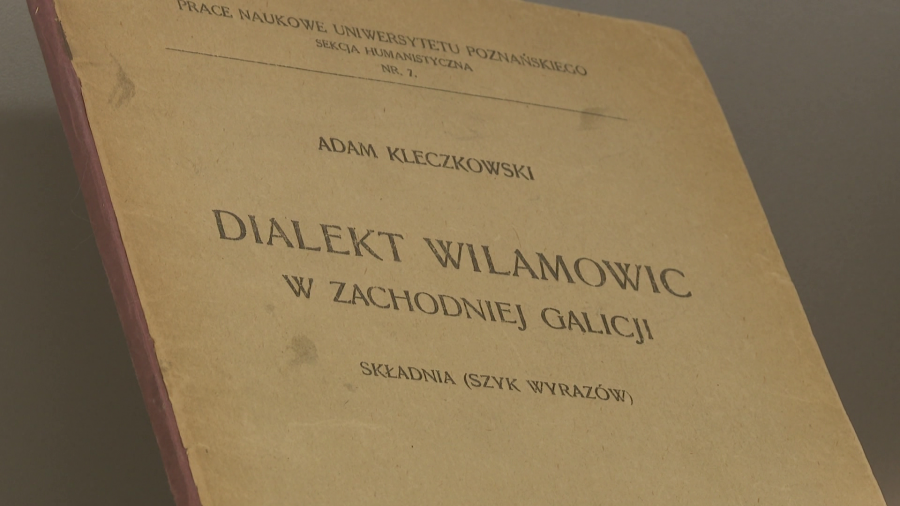 PRACE NAUKOWE UNIWERSYTETU POZNAŃSKIEGO
SEKCJA HUMANISTYCZNA
NR. 7.
ADAM KLECZKOWSKI
DIALEKT WILAMOWIC
W ZACHODNIEJ GALICJI
SKŁADNIA (SZYK WYRAZÓW)